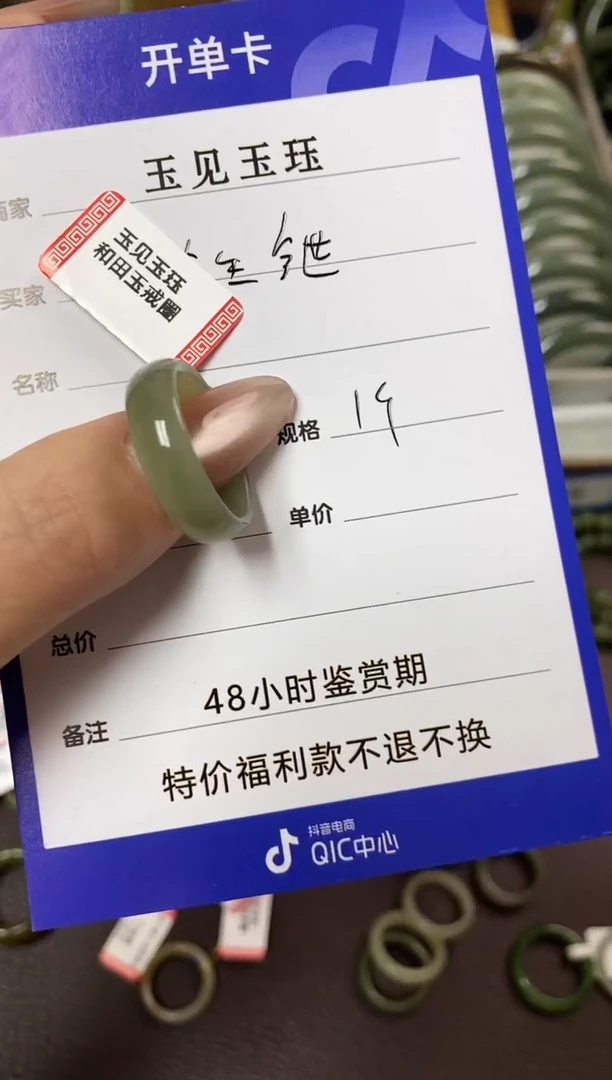 开单卡
商家 玉见玉珏
玉见玉珏
和田玉戒圈
买家
名称
规格 19
单价
总价
备注 48小时鉴赏期
特价福利款不退不换
抖音电商
QIC中心